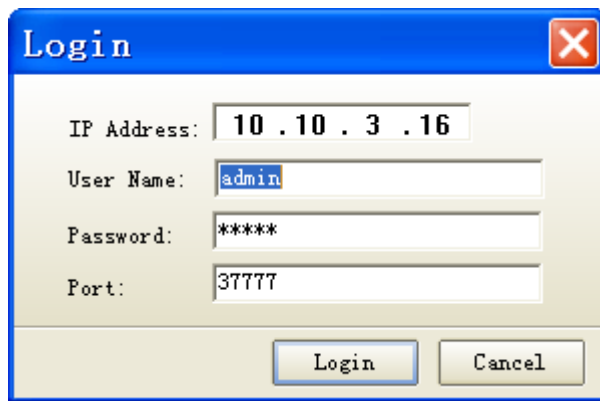 Login
IP Address: 10 . 10 . 3 . 16
User Name: admin
Password: *****
Port: 37777
Login Cancel